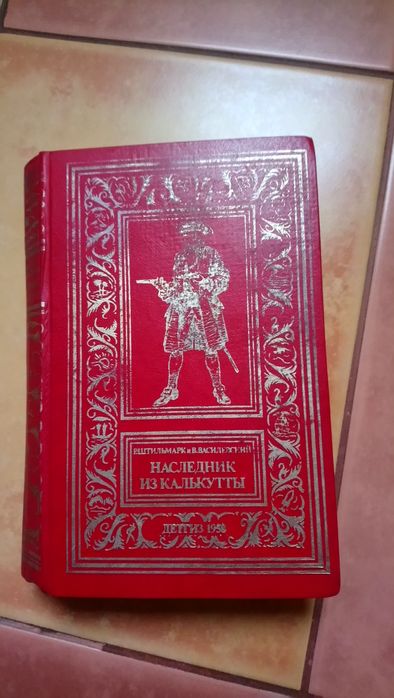 Р.ШТИЛЬМАРК и В.ВАСИЛЕВСКИЙ
НАСЛЕДНИК
ИЗ КАЛЬКУТТЫ
ДЕТГИЗ 1958